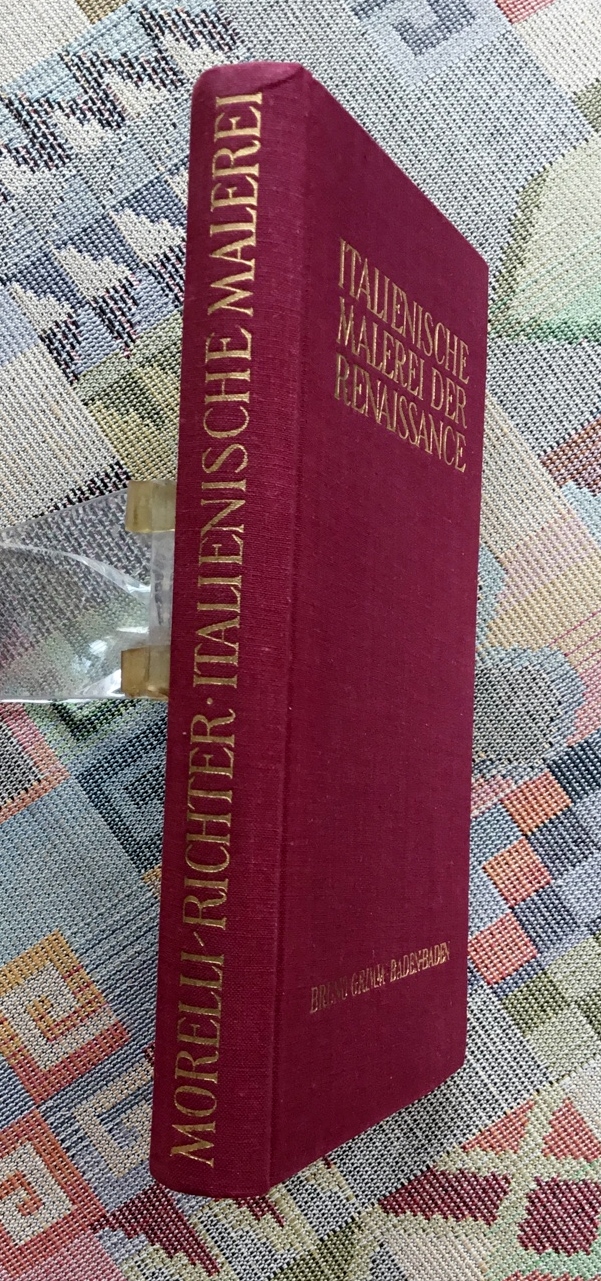 MORELLI-RICHTER · ITALIENISCHE MALEREI
ITALIENISCHE
MALEREI DER
RENAISSANCE
BRUNO GRIMM · BADEN-BADEN